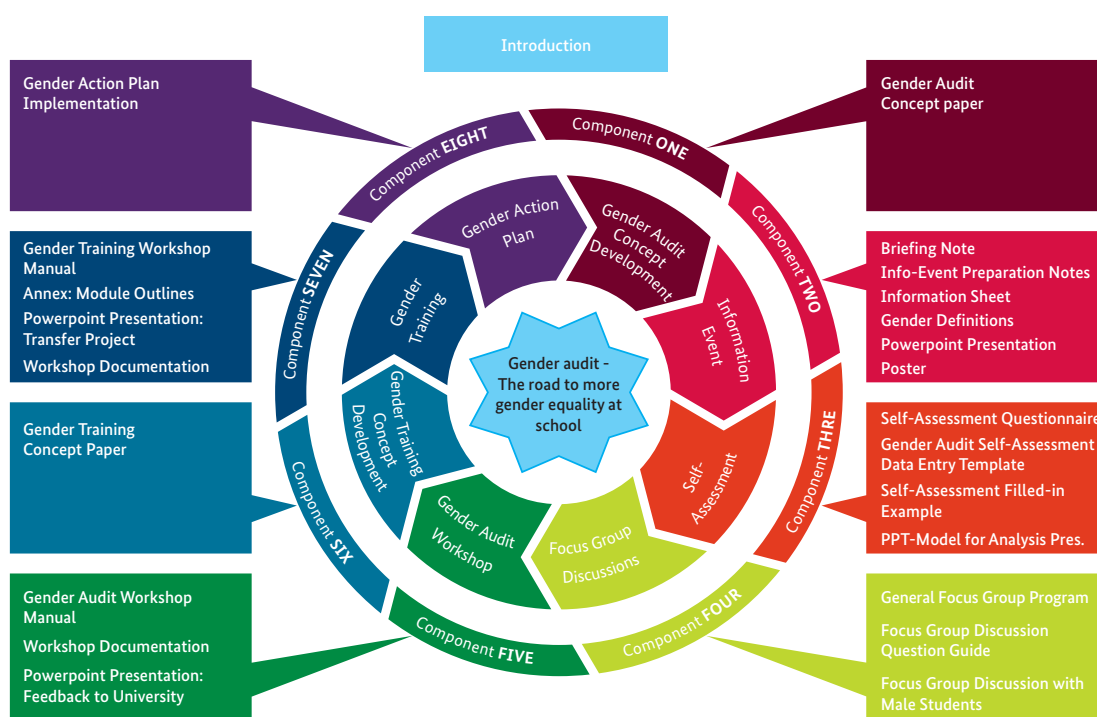 Introduction
Gender Action Plan
Implementation
Gender Audit
Concept paper
Component EIGHT
Component ONE
Gender Action
Plan
Gender Audit
Concept
Development
Gender Training Workshop
Manual
Annex: Module Outlines
Powerpoint Presentation:
Transfer Project
Workshop Documentation
Component SEVEN
Gender
Training
Component TWO
Information
Event
Briefing Note
Info-Event Preparation Notes
Information Sheet
Gender Definitions
Powerpoint Presentation
Poster
Gender audit -
The road to more
gender equality at
school
Gender Training
Concept Paper
Component SIX
Gender Training
Concept
Development
Component THRE
Self-
Assessment
Self-Assessment Questionnaire
Gender Audit Self-Assessment
Data Entry Template
Self-Assessment Filled-in
Example
PPT-Model for Analysis Pres.
Gender Audit Workshop
Manual
Workshop Documentation
Powerpoint Presentation:
Feedback to University
Component FIVE
Gender Audit
Workshop
Component FOUR
Focus Group
Discussions
General Focus Group Program
Focus Group Discussion
Question Guide
Focus Group Discussion with
Male Students